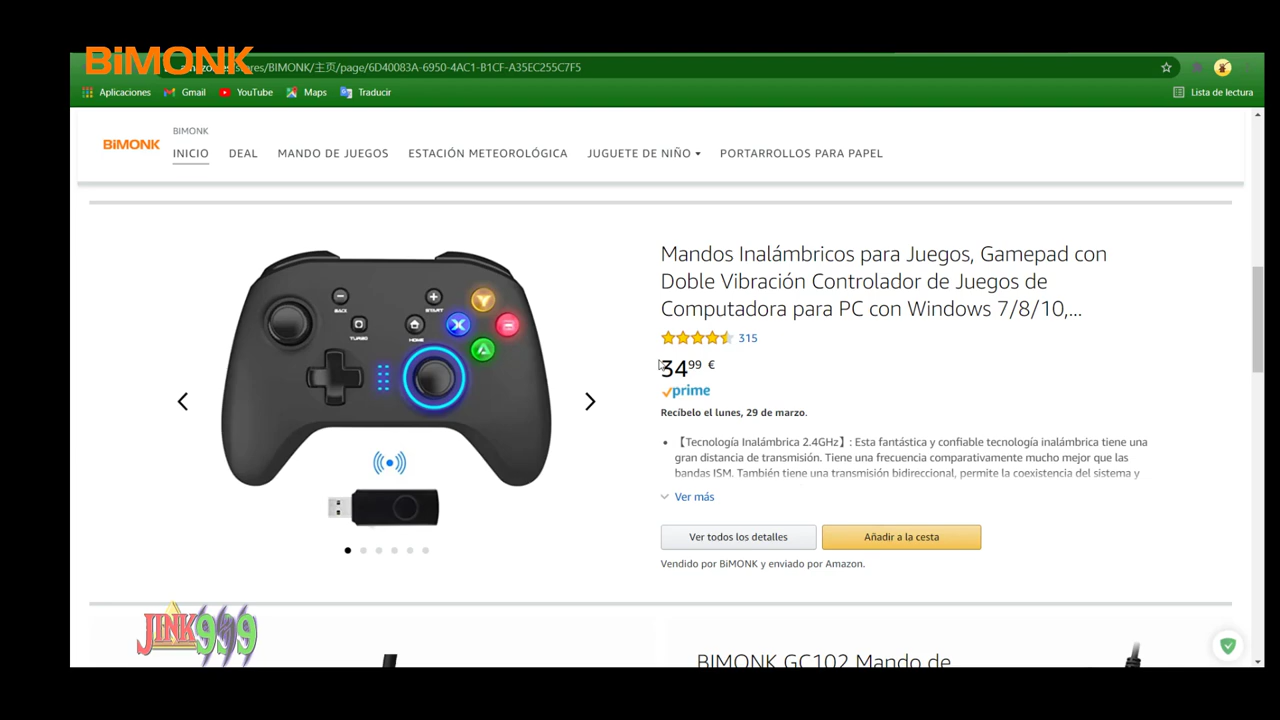 BiMONK
/BIMONK/主页/page/6D40083A-6950-4AC1-B1CF-A35EC255C7F5
Aplicaciones Gmail YouTube Maps Traducir Lista de lectura
BiMONK
BIMONK
INICIO DEAL MANDO DE JUEGOS ESTACIÓN METEOROLÓGICA JUGUETE DE NIÑO PORTARROLLOS PARA PAPEL
Mandos Inalámbricos para Juegos, Gamepad con
Doble Vibración Controlador de Juegos de
Computadora para PC con Windows 7/8/10,...
315
34 99 €
prime
Recíbelo el lunes, 29 de marzo.
【Tecnología Inalámbrica 2.4GHz】: Esta fantástica y confiable tecnología inalámbrica tiene una
gran distancia de transmisión. Tiene una frecuencia comparativamente mucho mejor que las
bandas ISM. También tiene una transmisión bidireccional, permite la coexistencia del sistema y
Ver más
Ver todos los detalles Añadir a la cesta
Vendido por BiMONK y enviado por Amazon.
BACK START
TURBO HOME
Y
X
A
JINK999
BIMONK GC102 Mando de